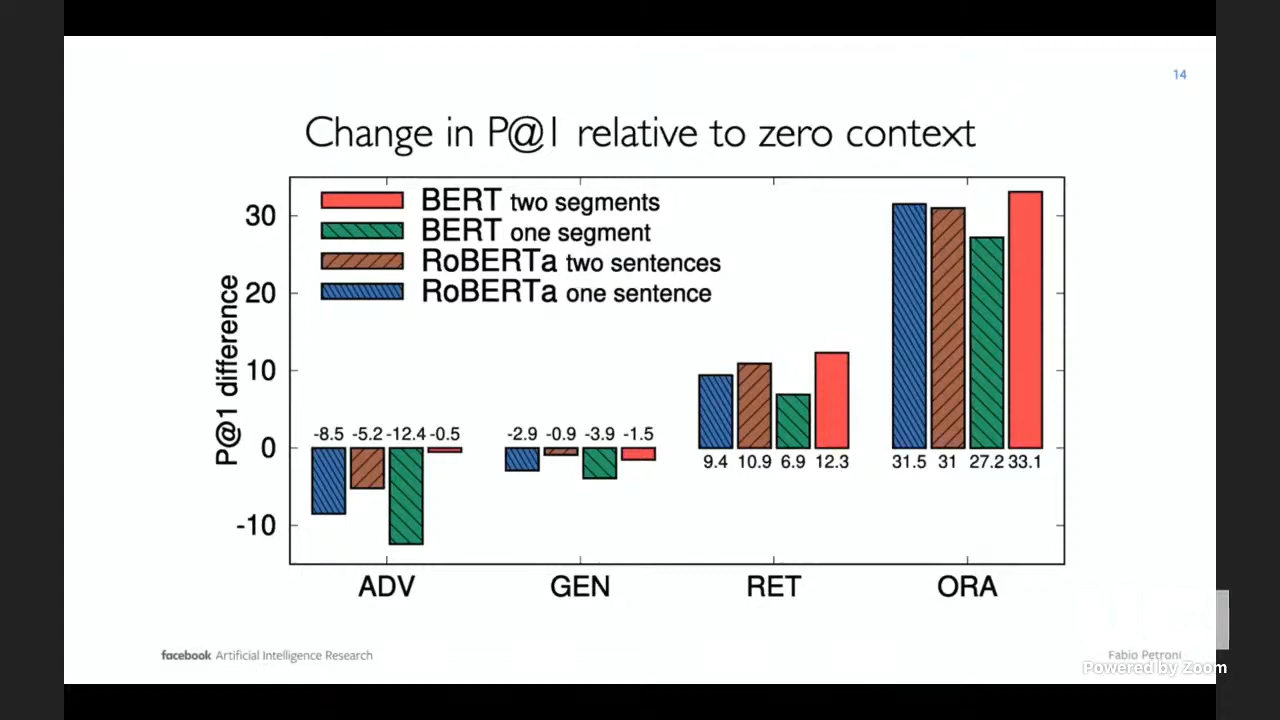 14
Change in P@1 relative to zero context
BERT two segments
BERT one segment
RoBERTa two sentences
RoBERTa one sentence
P@1 difference
30
20
10
0
-10
-8.5 -5.2 -12.4 -0.5
-2.9 -0.9 -3.9 -1.5
9.4 10.9 6.9 12.3
31.5 31 27.2 33.1
ADV GEN RET ORA
facebook Artificial Intelligence Research
Fabio Petroni
Powered by Zoom